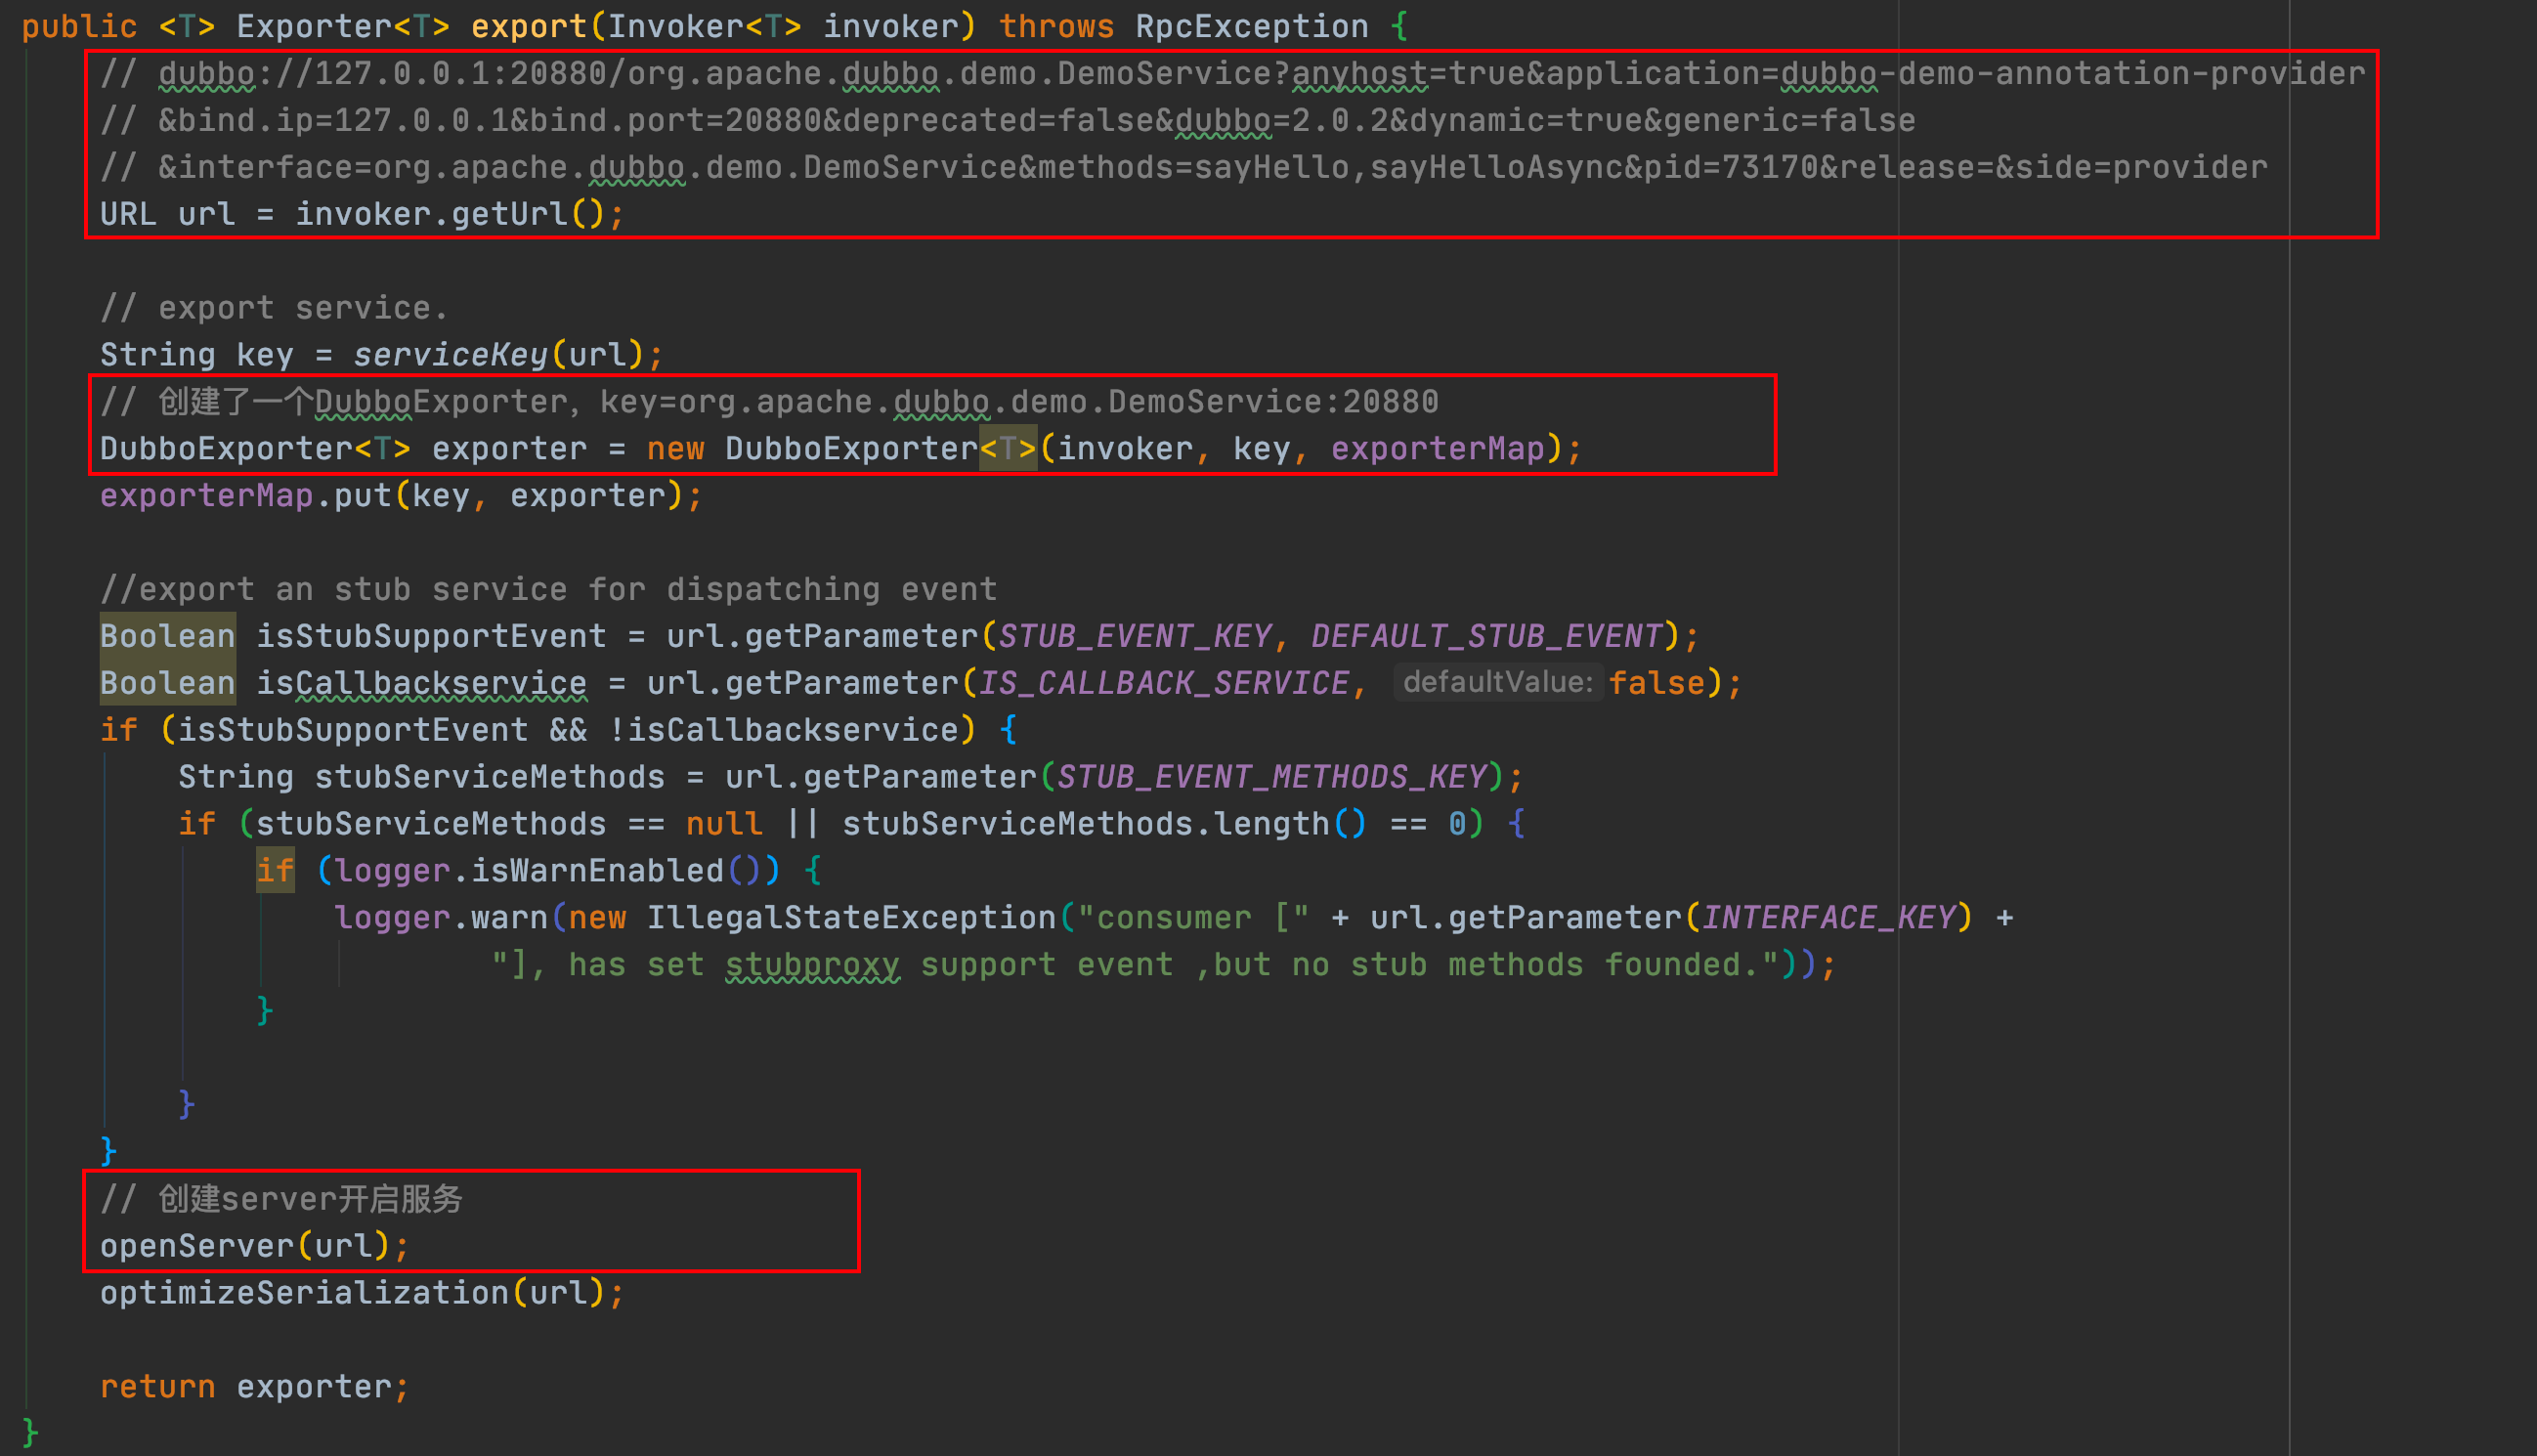 public <T> Exporter<T> export(Invoker<T> invoker) throws RpcException {
// dubbo://127.0.0.1:20880/org.apache.dubbo.demo.DemoService?anyhost=true&application=dubbo-demo-annotation-provider
// &bind.ip=127.0.0.1&bind.port=20880&deprecated=false&dubbo=2.0.2&dynamic=true&generic=false
// &interface=org.apache.dubbo.demo.DemoService&methods=sayHello,sayHelloAsync&pid=73170&release=&side=provider
URL url = invoker.getUrl();
// export service.
String key = serviceKey(url);
// 创建了一个DubboExporter，key=org.apache.dubbo.demo.DemoService:20880
DubboExporter<T> exporter = new DubboExporter<T>(invoker, key, exporterMap);
exporterMap.put(key, exporter);
//export an stub service for dispatching event
Boolean isStubSupportEvent = url.getParameter(STUB_EVENT_KEY, DEFAULT_STUB_EVENT);
Boolean isCallbackservice = url.getParameter(IS_CALLBACK_SERVICE, defaultValue: false);
if (isStubSupportEvent && !isCallbackservice) {
String stubServiceMethods = url.getParameter(STUB_EVENT_METHODS_KEY);
if (stubServiceMethods == null || stubServiceMethods.length() == 0) {
if (logger.isWarnEnabled()) {
logger.warn(new IllegalStateException("consumer [" + url.getParameter(INTERFACE_KEY) +
"], has set stubproxy support event ,but no stub methods founded."));
}
}
}
// 创建server开启服务
openServer(url);
optimizeSerialization(url);
return exporter;
}